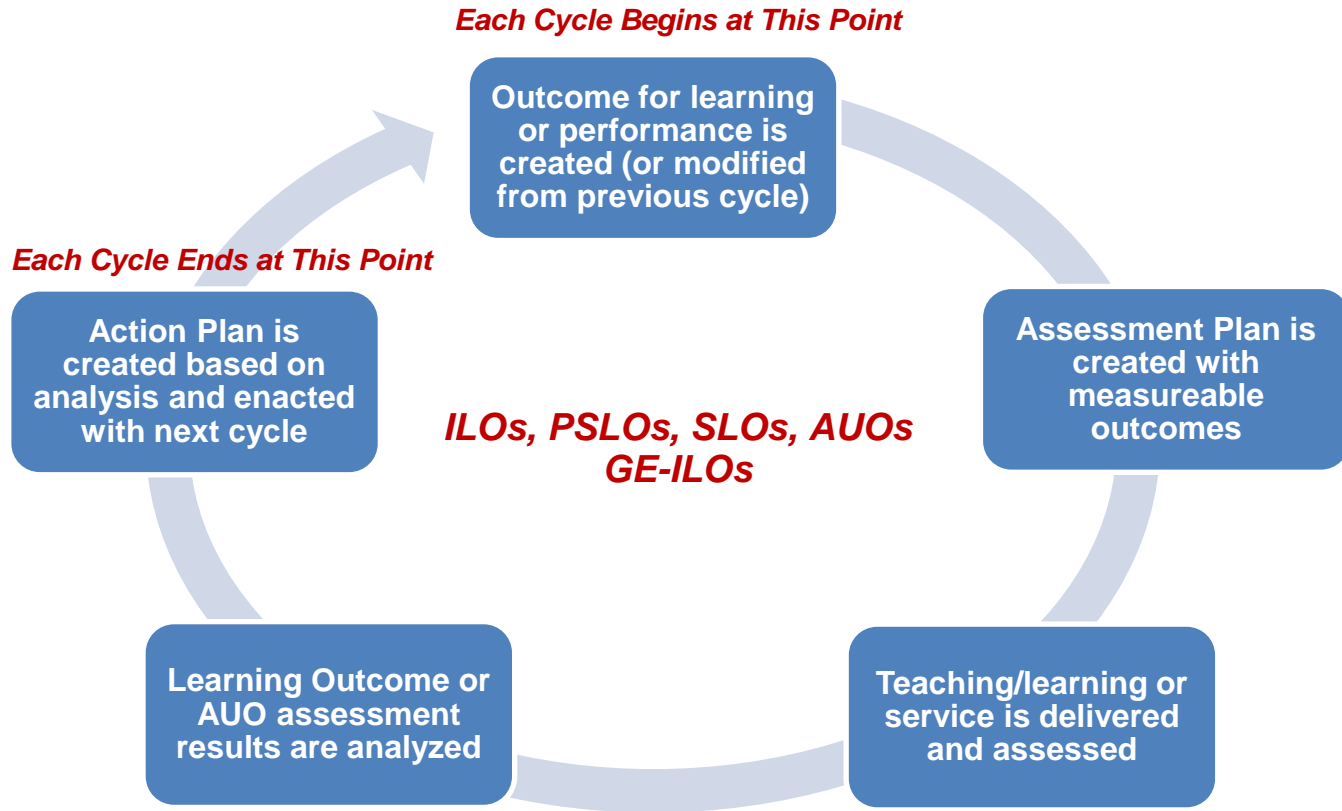 Each Cycle Begins at This Point
Outcome for learning
or performance is
created (or modified
from previous cycle)
Each Cycle Ends at This Point
Action Plan is
created based on
analysis and enacted
with next cycle
Assessment Plan is
created with
measureable
outcomes
ILOs, PSLOs, SLOs, AUOs
GE-ILOs
Learning Outcome or
AUO assessment
results are analyzed
Teaching/learning or
service is delivered
and assessed